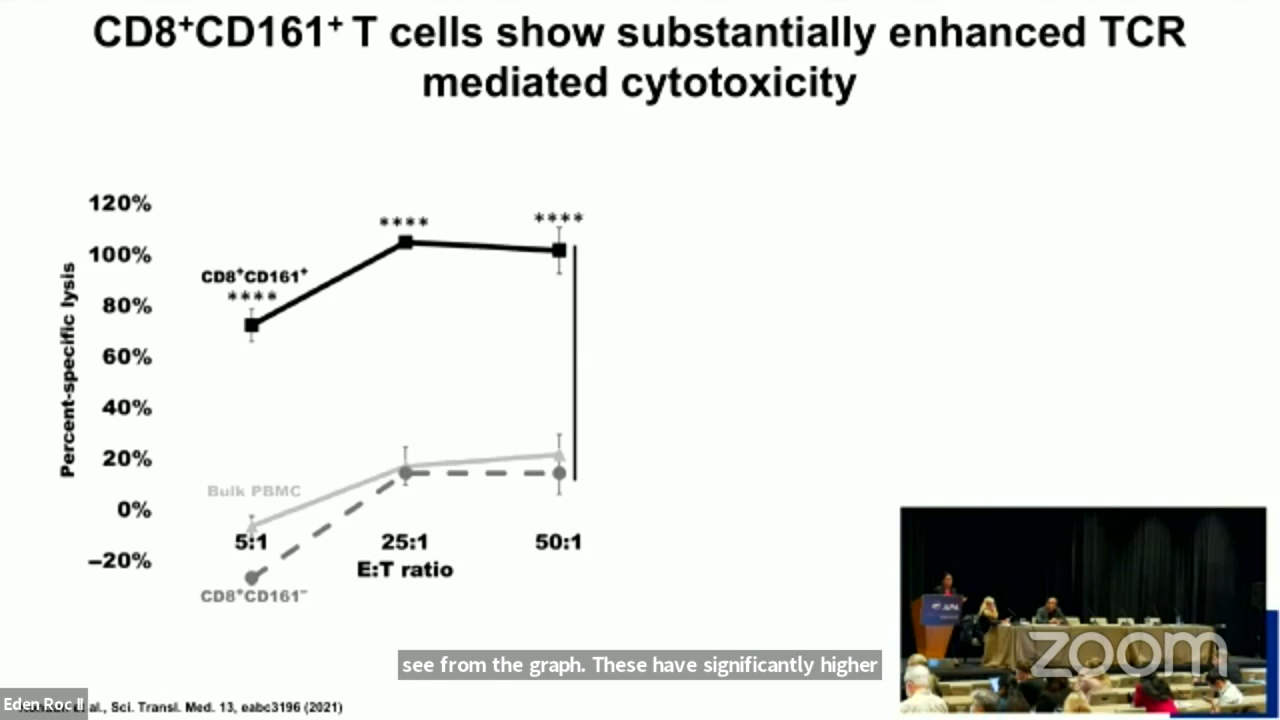 CD8⁺CD161⁺ T cells show substantially enhanced TCR
mediated cytotoxicity
120%
100%
80%
60%
40%
20%
0%
–20%
Percent-specific lysis
CD8⁺CD161⁺
****
****
****
Bulk PBMC
CD8⁺CD161⁻
5:1
25:1
50:1
E:T ratio
see from the graph. These have significantly higher
zoom
Eden Roc II
al., Sci. Transl. Med. 13, eabc3196 (2021)